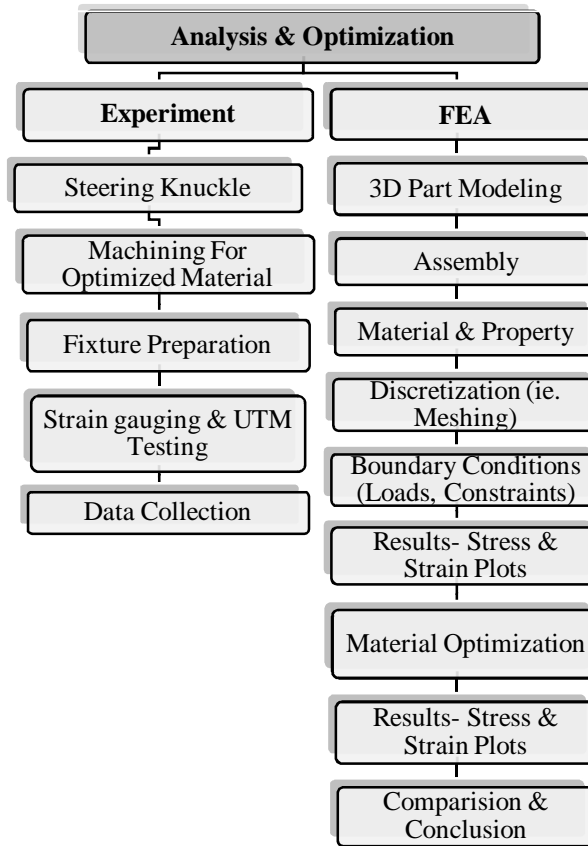 Analysis & Optimization
Experiment
Steering Knuckle
Machining For
Optimized Material
Fixture Preparation
Strain gauging & UTM
Testing
Data Collection
FEA
3D Part Modeling
Assembly
Material & Property
Discretization (ie.
Meshing)
Boundary Conditions
(Loads, Constraints)
Results- Stress &
Strain Plots
Material Optimization
Results- Stress &
Strain Plots
Comparision &
Conclusion